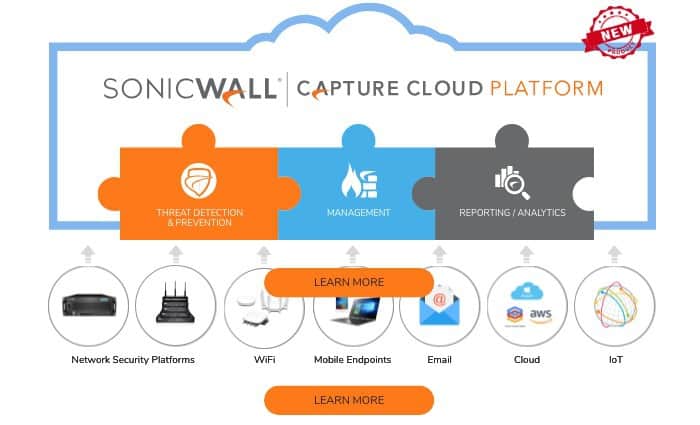 NEW
PRODUCT
SONICWALL® | CAPTURE CLOUD PLATFORM
THREAT DETECTION
& PREVENTION
MANAGEMENT
REPORTING / ANALYTICS
LEARN MORE
@
aws
Network Security Platforms
WiFi
Mobile Endpoints
Email
Cloud
IoT
LEARN MORE